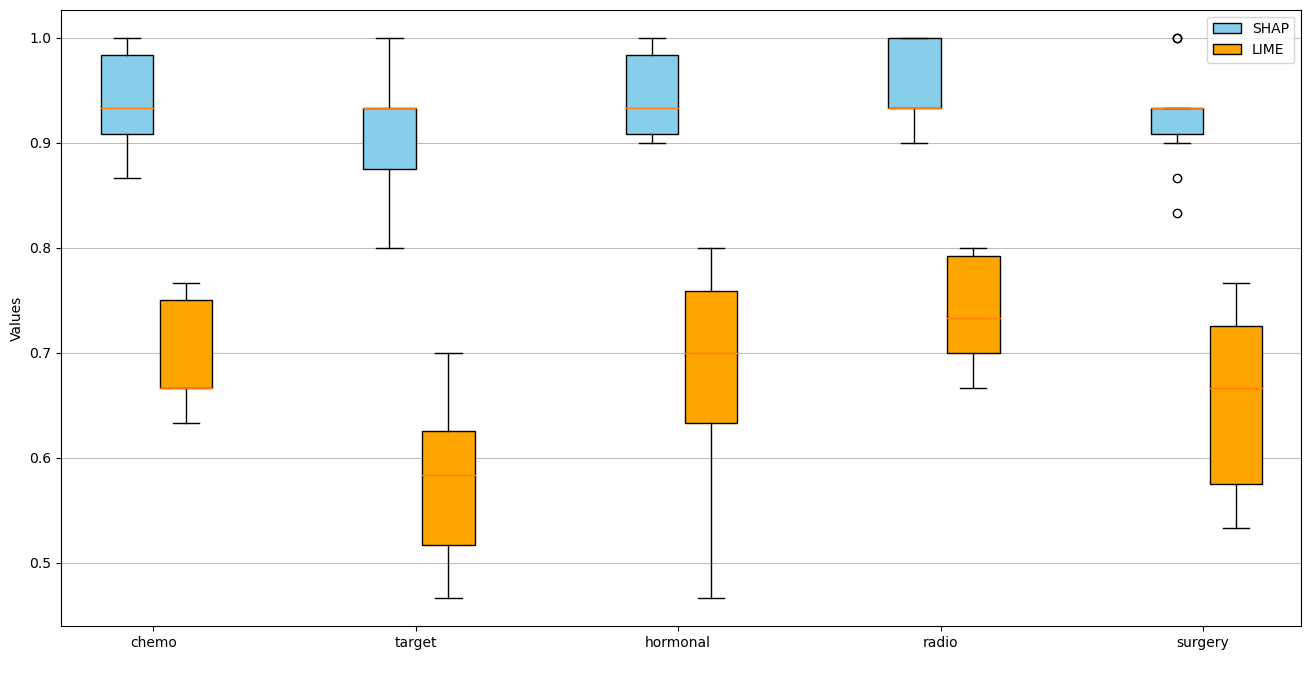 SHAP
LIME
1.0
0.9
0.8
0.7
0.6
0.5
Values
chemo
target
hormonal
radio
surgery